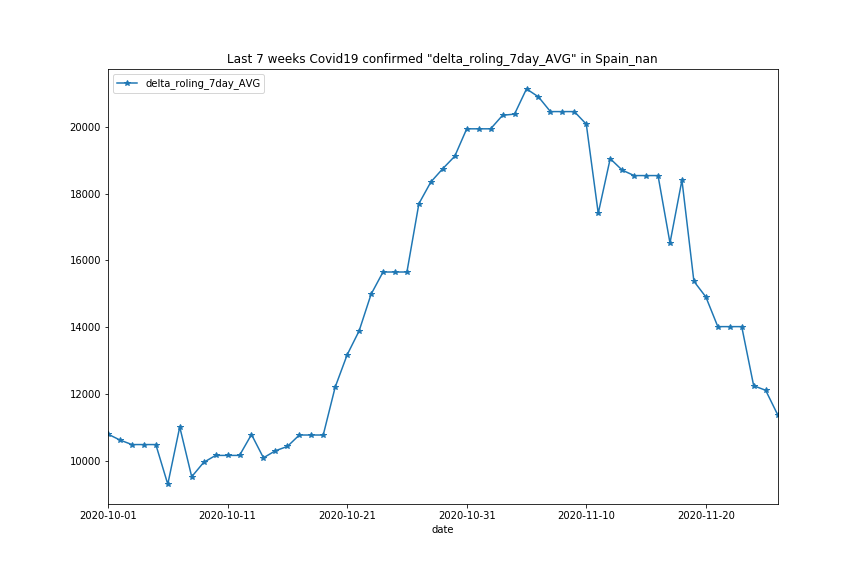 Last 7 weeks Covid19 confirmed "delta_roling_7day_AVG" in Spain_nan
delta_roling_7day_AVG
20000
18000
16000
14000
12000
10000
2020-10-01 2020-10-11 2020-10-21 2020-10-31 2020-11-10 2020-11-20
date